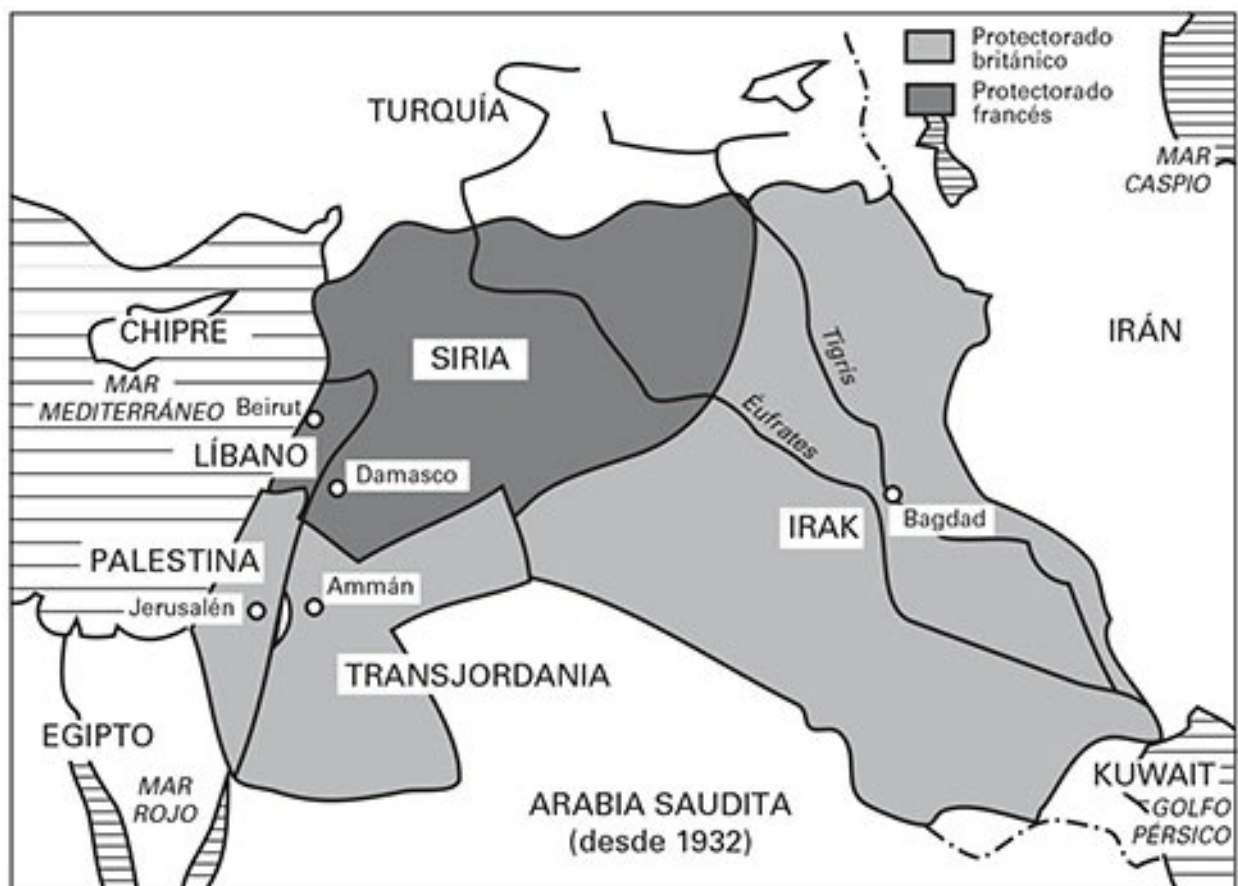 Protectorado
británico
Protectorado
francés
TURQUÍA
MAR
CASPIO
CHIPRE
SIRIA
IRÁN
MAR
MEDITERRÁNEO
Beirut
Tigris
Éufrates
LÍBANO
Damasco
IRAK
Bagdad
PALESTINA
Ammán
Jerusalén
TRANSJORDANIA
EGIPTO
MAR
ROJO
ARABIA SAUDITA
(desde 1932)
KUWAIT
GOLFO
PÉRSICO